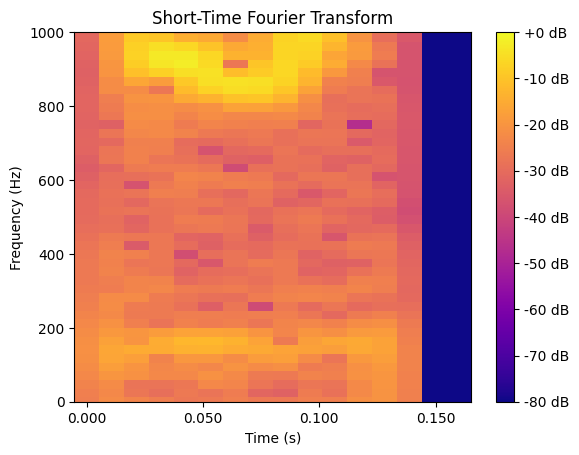 Short-Time Fourier Transform
1000
800
600
400
200
0
Frequency (Hz)
0.000
0.050
0.100
0.150
Time (s)
+0 dB
-10 dB
-20 dB
-30 dB
-40 dB
-50 dB
-60 dB
-70 dB
-80 dB